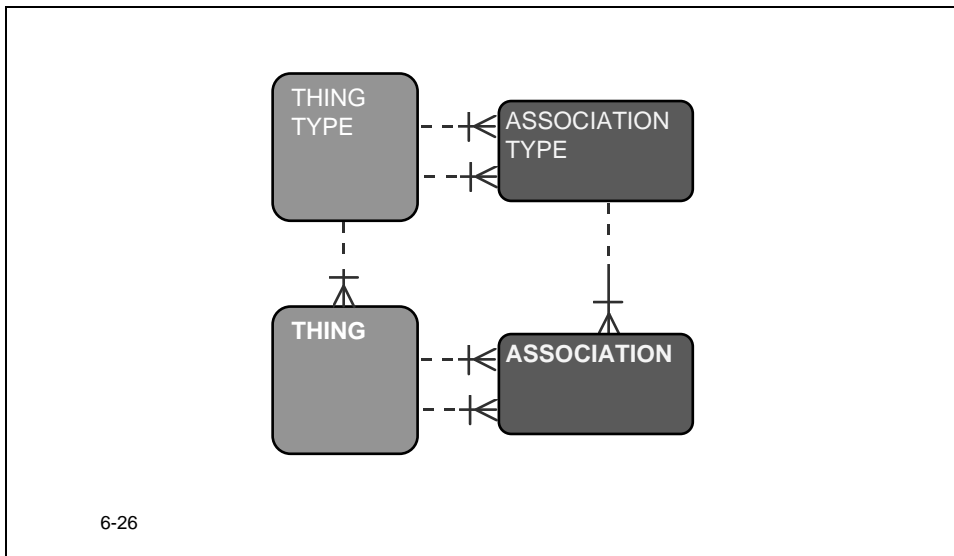 THING
TYPE
ASSOCIATION
TYPE
THING
ASSOCIATION
6-26